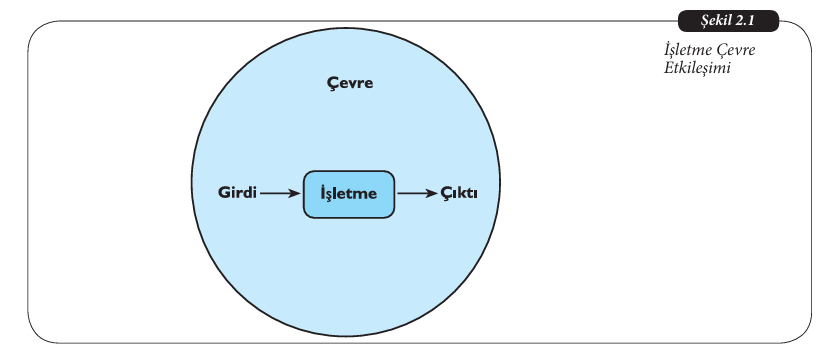 Şekil 2.1
İşletme Çevre
Etkileşimi
Çevre
Girdi
İşletme
Çıktı